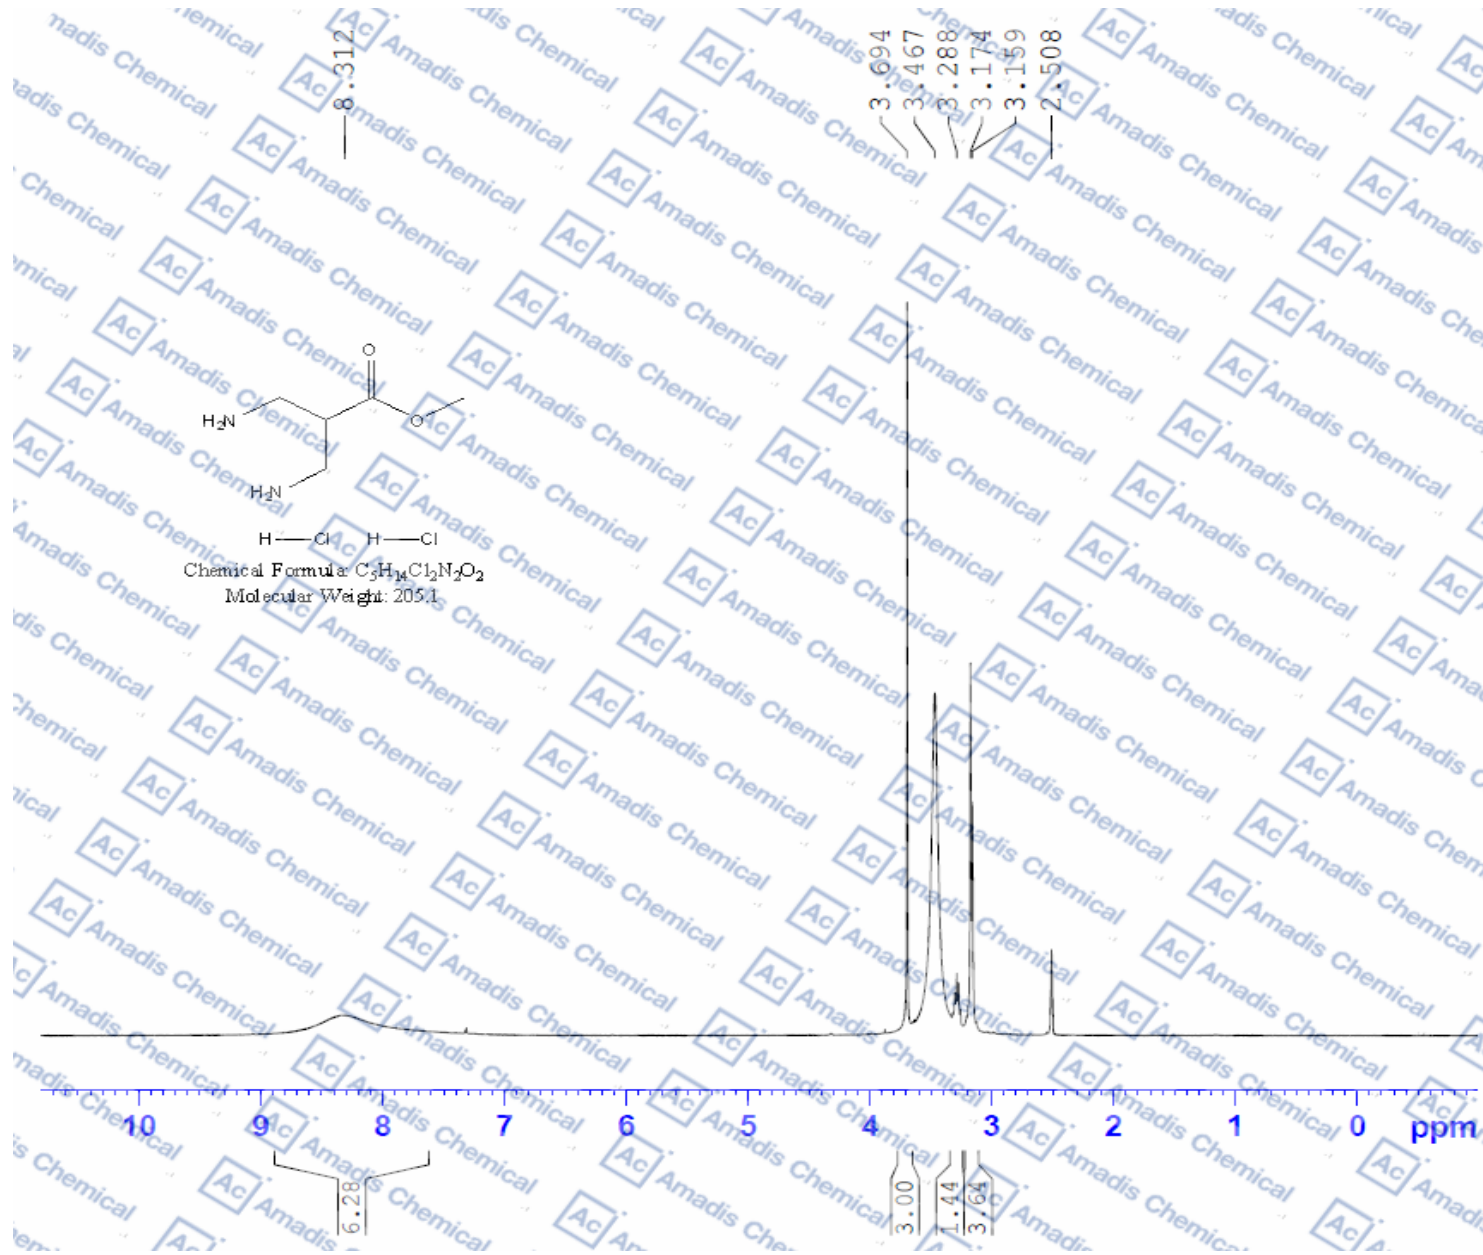 8.312
3.694
3.467
3.288
3.174
3.159
2.508
O
H2N
O
H2N
H Cl H Cl
Chemical Formula: C5H14Cl2N2O2
Molecular Weight: 205.1
10 9 8 7 6 5 4 3 2 1 0 ppm
6.28
3.00
1.44
3.64
Ac Amadis Chemical